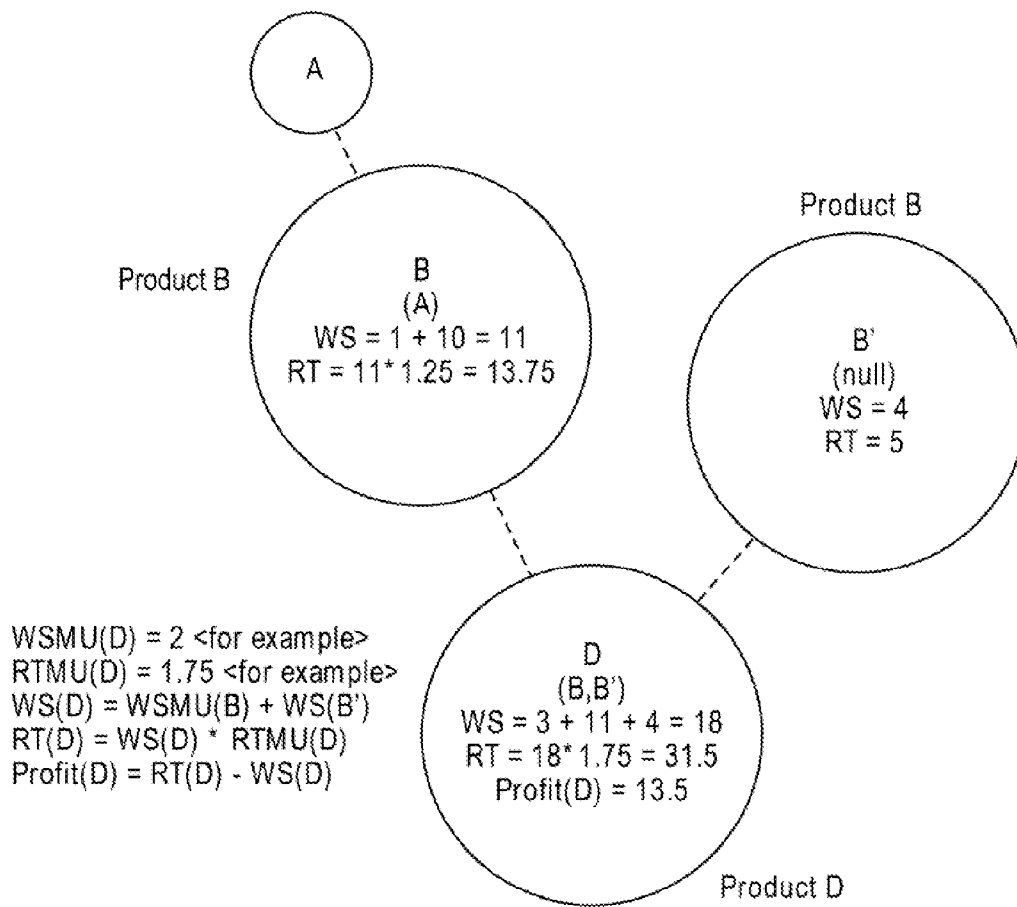 A
Product B
B
(A)
WS = 1 + 10 = 11
RT = 11* 1.25 = 13.75
Product B
B'
(null)
WS = 4
RT = 5
WSMU(D) = 2 <for example>
RTMU(D) = 1.75 <for example>
WS(D) = WSMU(B) + WS(B')
RT(D) = WS(D) * RTMU(D)
Profit(D) = RT(D) - WS(D)
D
(B,B')
WS = 3 + 11 + 4 = 18
RT = 18* 1.75 = 31.5
Profit(D) = 13.5
Product D